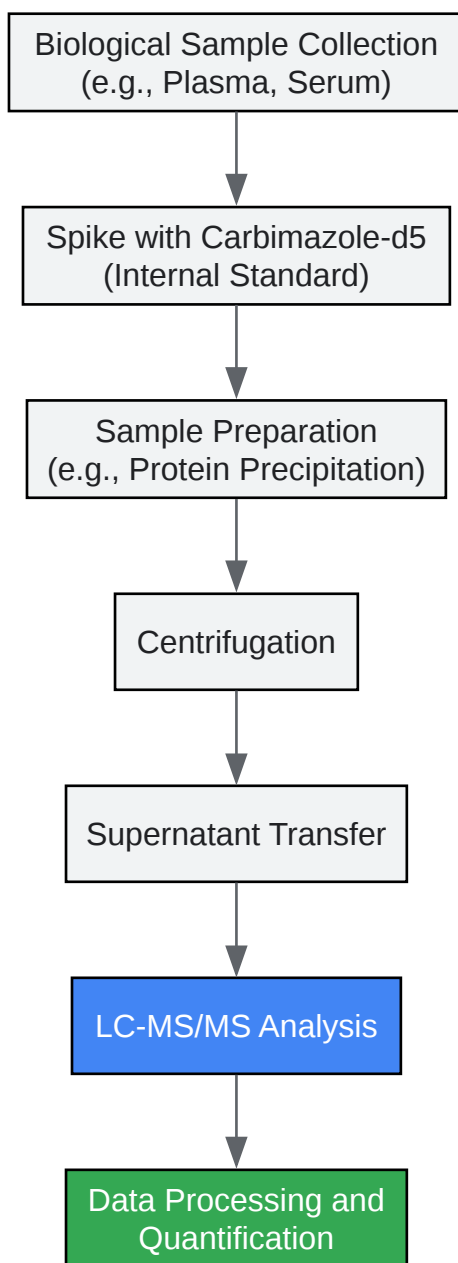 Biological Sample Collection
(e.g., Plasma, Serum)
Spike with Carbimazole-d5
(Internal Standard)
Sample Preparation
(e.g., Protein Precipitation)
Centrifugation
Supernatant Transfer
LC-MS/MS Analysis
Data Processing and
Quantification